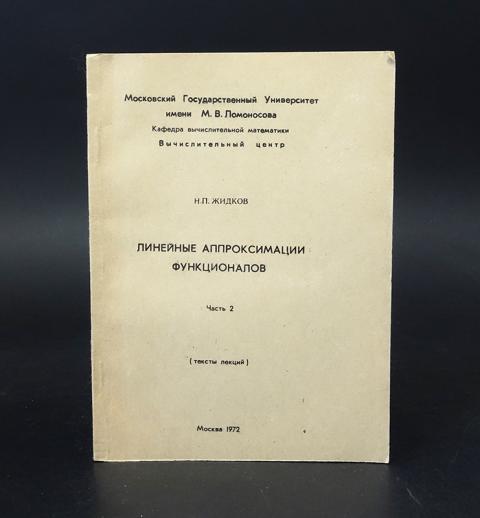 Московский Государственный Университет
имени М. В. Ломоносова
Кафедра вычислительной математики
Вычислительный центр
Н.П. ЖИДКОВ
ЛИНЕЙНЫЕ АППРОКСИМАЦИИ
ФУНКЦИОНАЛОВ
Часть 2
( тексты лекций )
Москва 1972